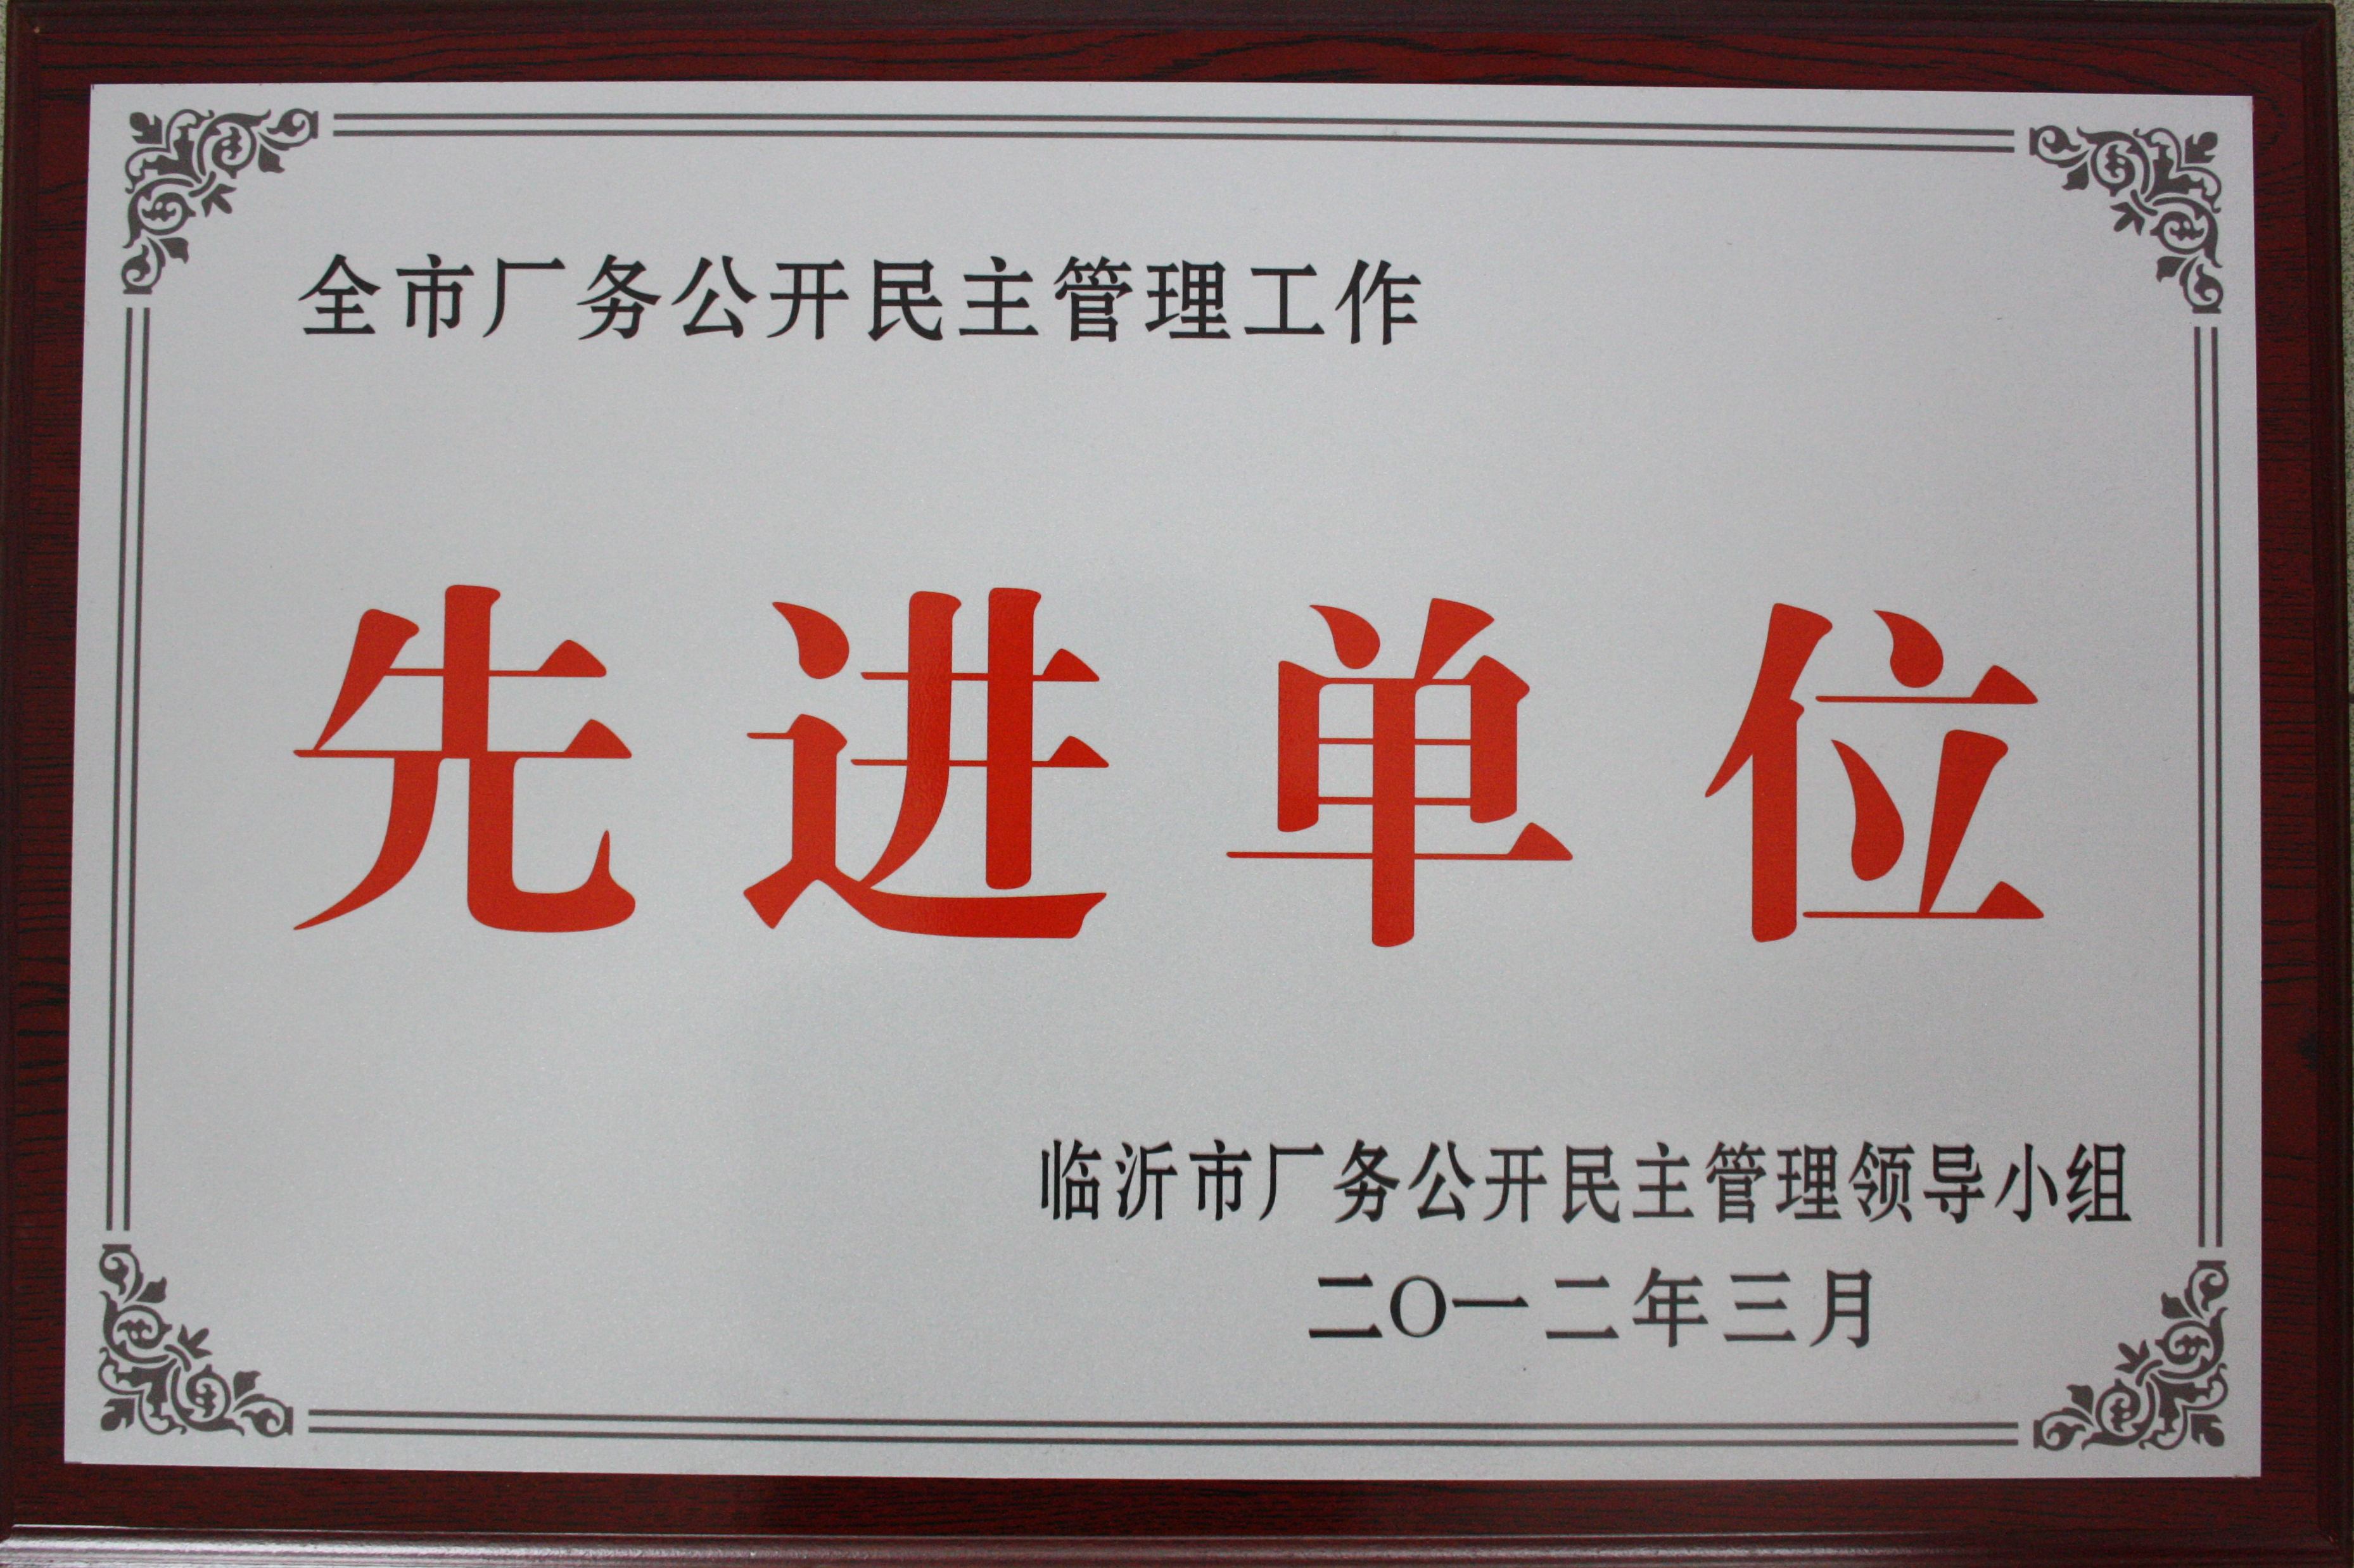 全市厂务公开民主管理工作
先进单位
临沂市厂务公开民主管理领导小组
二〇一二年三月